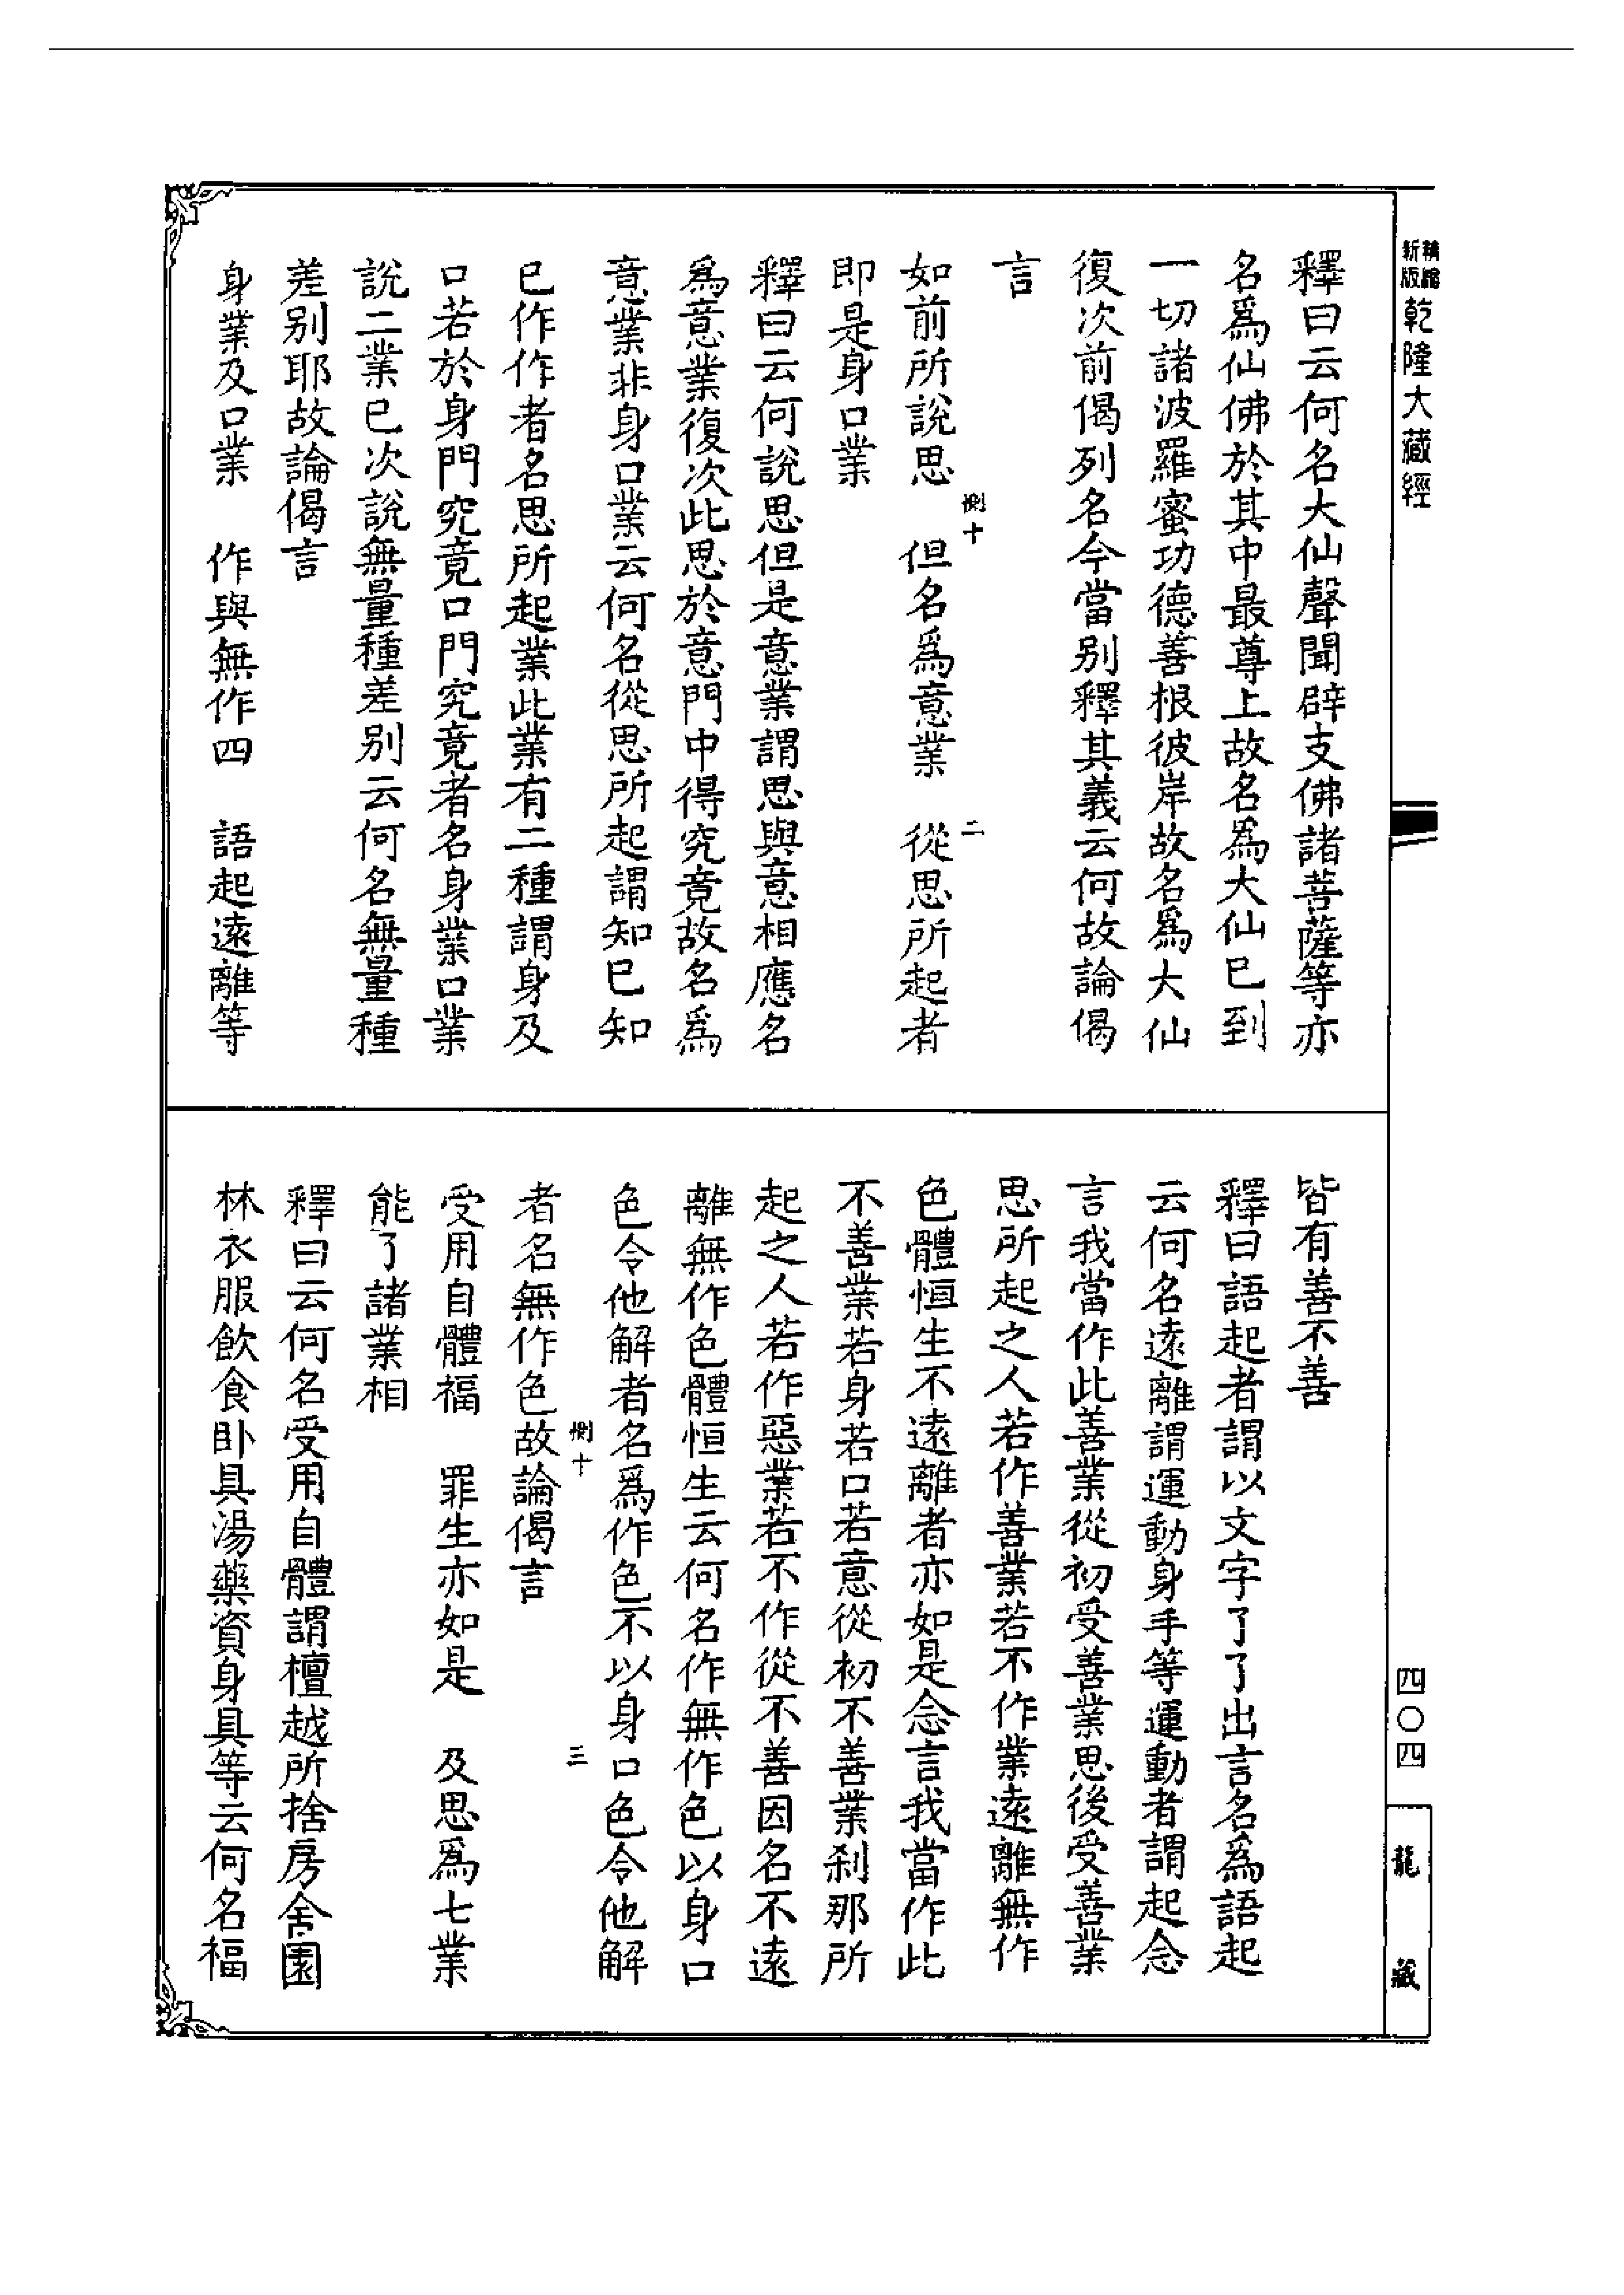 新版 精縮 乾隆大藏經
釋曰云何名大仙聲聞辟支佛諸菩薩等亦
名爲仙佛於其中最尊上故名爲大仙已到
一切諸波羅蜜功德善根彼岸故名爲大仙
復次前偈列名今當別釋其義云何故論偈
言
惻十 二
如前所說思 但名爲意業 從思所起者
即是身口業
釋曰云何說思思但是意業謂思與意相應名
爲意業復次此思於意門中得究竟故名爲
意業非身口業云何名從思所起謂知已知
已作作者名思所起業此業有二種謂身及
口若於身門究竟口門究竟者名身業口業
說二業已次說無量種差別云何名無量種
差別耶故論偈言
身業及口業 作與無作四 語起遠離等
皆有善不善
釋曰語起者謂以文字了了出言名爲語起
云何名遠離謂運動身手等運動者謂起念
言我當作此善業從初受善業思後受善業
思所起之人若作善業若不作業遠離無作
色體恒生不遠離者亦如是念言我當作此
不善業若身若口若意從初不善業刹那所
起之人若作惡業若不作從不善因名不遠
離無作色體恒生云何名作無作色以身口
色令他解者名爲作色不以身口色令他解
惻十 三
者名無作色故論偈言
受用自體福 罪生亦如是 及思爲七業
能了諸業相
釋曰云何名受用自體謂檀越所捨房舍園
林衣服飲食卧具湯藥資身具等云何名福
四〇四
龍藏